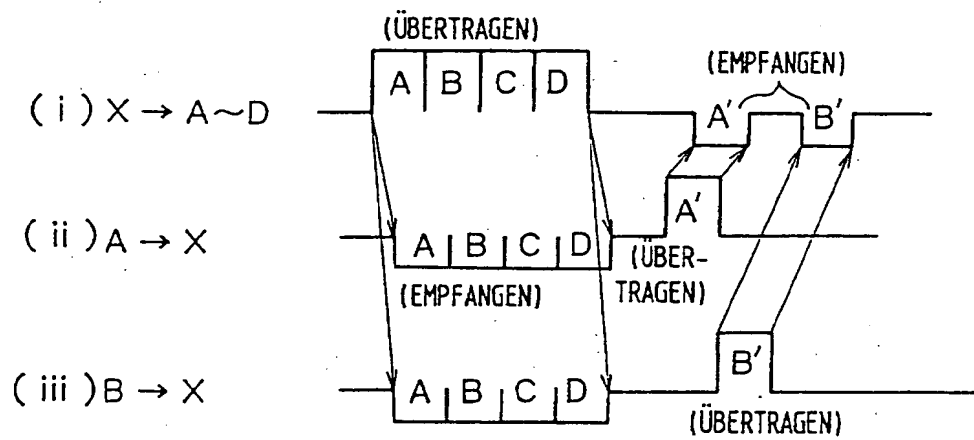 (ÜBERTRAGEN)
A B C D
(EMPFANGEN)
(i) X → A~D
A' B'
(ii) A → X
A B C D
A'
(EMPFANGEN)
(ÜBER-
TRAGEN)
(iii) B → X
A B C D
B'
(ÜBERTRAGEN)